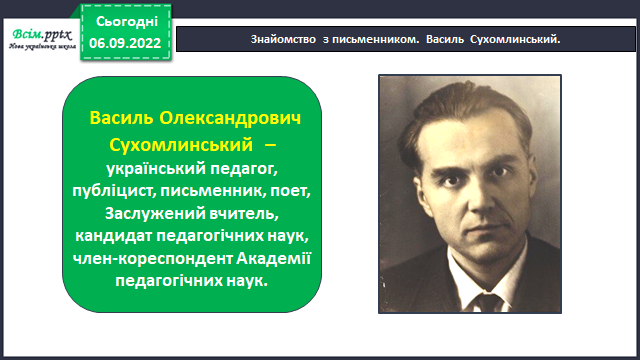 Всім.pptx
Нова українська школа
Сьогодні
06.09.2022
Знайомство з письменником. Василь Сухомлинський.
Василь Олександрович
Сухомлинський –
український педагог,
публіцист, письменник, поет,
Заслужений вчитель,
кандидат педагогічних наук,
член-кореспондент Академії
педагогічних наук.